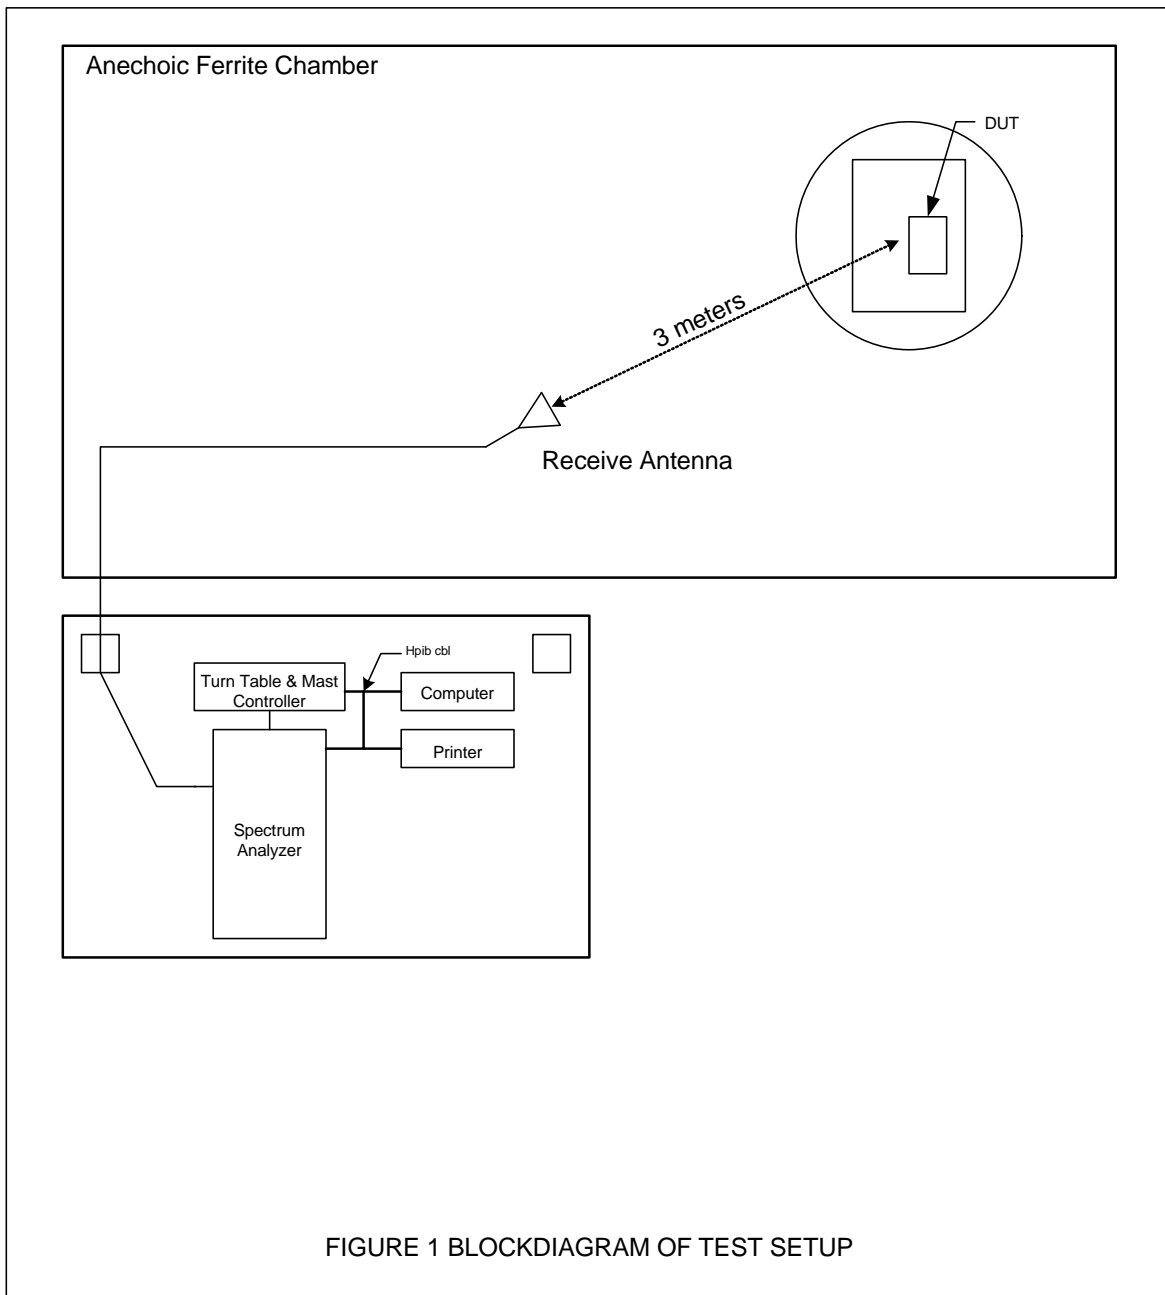 Anechoic Ferrite Chamber
DUT
3 meters
Receive Antenna
Hpib cbl
Turn Table & Mast
Controller
Computer
Printer
Spectrum
Analyzer
FIGURE 1 BLOCKDIAGRAM OF TEST SETUP